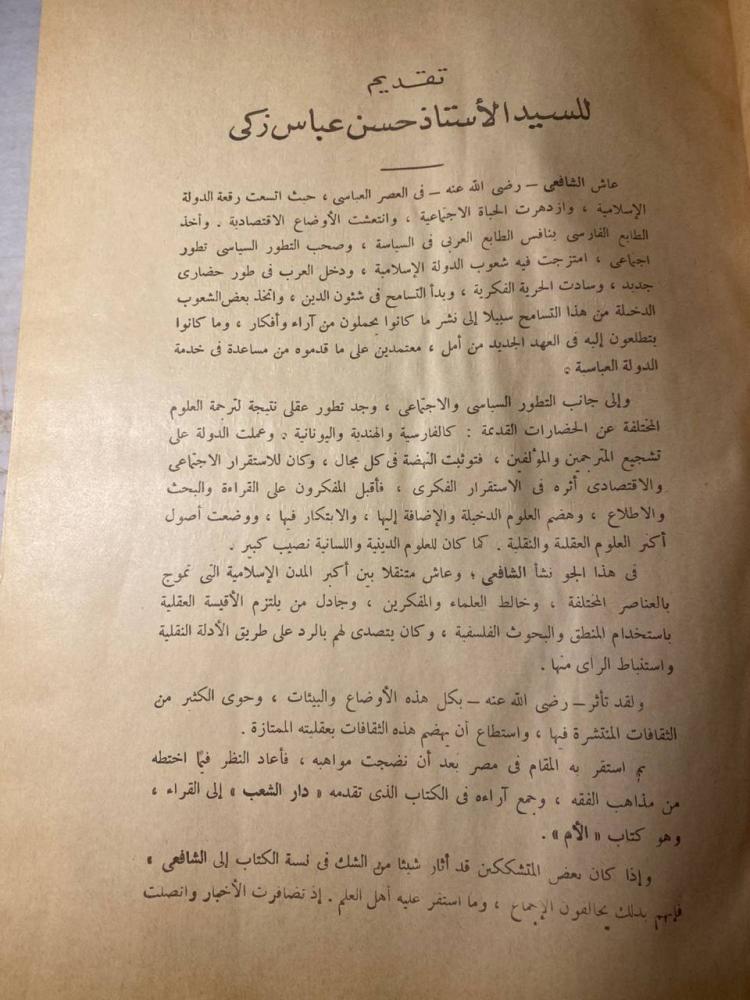 تقديم
للسيد الأستاذ حسن عباس زكى
عاش الشافعى – رضى الله عنه – فى العصر العباسى ، حيث اتسعت رقعة الدولة
الإسلامية ، وازدهرت الحياة الاجتماعية ، وانتعشت الأوضاع الاقتصادية . وأخذ
الطابع الفارسى ينافس الطابع العربى فى السياسة ، وصحب التطور السياسى تطور
اجتماعى ، امتزجت فيه شعوب الدولة الإسلامية ، ودخل العرب فى طور حضارى
جديد ، وسادت الحرية الفكرية ، وبدأ التسامح فى شئون الدين ، واتخذ بعض الشعوب
الدخيلة من هذا التسامح سبيلا إلى نشر ما كانوا يحملون من آراء وأفكار ، وما كانوا
يتطلعون إليه فى العهد الجديد من أمل ، معتمدين على ما قدموه من مساعدة فى خدمة
الدولة العباسية .
وإلى جانب التطور السياسى والاجتماعى ، وجد تطور عقلى نتيجة لترجمة العلوم
المختلفة عن الحضارات القديمة : كالفارسية والهندية واليونانية . وعملت الدولة على
تشجيع المترجمين والمؤلفين ، فتوثبت النهضة فى كل مجال ، وكان للاستقرار الاجتماعى
والاقتصادى أثره فى الاستقرار الفكرى ، فأقبل المفكرون على القراءة والبحث
والاطلاع ، وهضم العلوم الدخيلة والإضافة إليها ، والابتكار فيها ، ووضعت أصول
أكثر العلوم العقلية والنقلية . كما كان للعلوم الدينية واللسانية نصيب كبير .
فى هذا الجو نشأ الشافعى ؛ وعاش متنقلا بين أكبر المدن الإسلامية التى تموج
بالعناصر المختلفة ، وخالط العلماء والمفكرين ، وجادل من يلتزم الأقيسة العقلية
باستخدام المنطق والبحوث الفلسفية ، وكان يتصدى لهم بالرد على طريق الأدلة النقلية
واستنباط الرأى منها .
ولقد تأثر – رضى الله عنه – بكل هذه الأوضاع والبيئات ، وحوى الكثير من
الثقافات المنتشرة فيها ، واستطاع أن يهضم هذه الثقافات بعقليته الممتازة .
ثم استقر به المقام فى مصر بعد أن نضجت مواهبه ، فأعاد النظر فيما اختطه
من مذاهب الفقه ، وجمع آراءه فى الكتاب الذى تقدمه « دار الشعب » إلى القراء ،
وهو كتاب « الأم » .
وإذا كان بعض المتشككين قد أثار شيئا من الشك فى نسبة الكتاب إلى الشافعى ،
فإنهم بذلك يخالفون الإجماع ، وما استقر عليه أهل العلم . إذ تضافرت الأخبار واتصلت